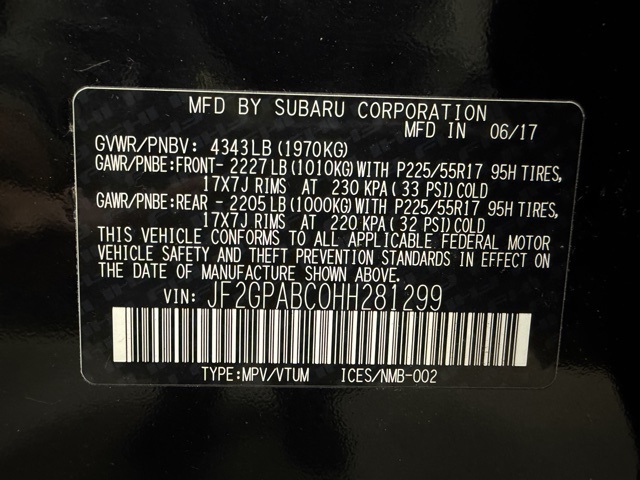 MFD BY SUBARU CORPORATION
MFD IN 06/17
GVWR/PNBV: 4343LB (1970KG)
GAWR/PNBE:FRONT- 2227LB (1010KG) WITH P225/55R17 95H TIRES,
17X7J RIMS AT 230 KPA (33 PSI) COLD
GAWR/PNBE:REAR - 2205LB (1000KG) WITH P225/55R17 95H TIRES,
17X7J RIMS AT 220 KPA (32 PSI) COLD
THIS VEHICLE CONFORMS TO ALL APPLICABLE FEDERAL MOTOR
VEHICLE SAFETY AND THEFT PREVENTION STANDARDS IN EFFECT ON
THE DATE OF MANUFACTURE SHOWN ABOVE.
VIN: JF2GPABC0HH281299
TYPE:MPV/VTUM ICES/NMB-002